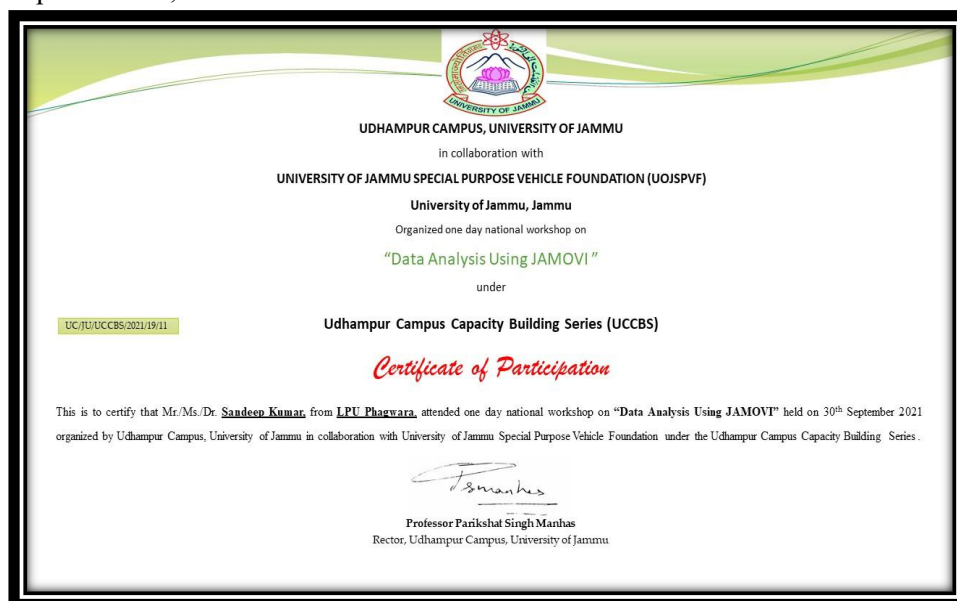 UNIVERSITY OF JAMMU
UDHAMPUR CAMPUS, UNIVERSITY OF JAMMU
in collaboration with
UNIVERSITY OF JAMMU SPECIAL PURPOSE VEHICLE FOUNDATION (UOJSPVF)
University of Jammu, Jammu
Organized one day national workshop on
“Data Analysis Using JAMOVI ”
under
UC/JU/UCCBS/2021/19/11
Udhampur Campus Capacity Building Series (UCCBS)
Certificate of Participation
This is to certify that Mr./Ms./Dr. Sandeep Kumar, from LPU Phagwara, attended one day national workshop on “Data Analysis Using JAMOVI” held on 30th September 2021
organized by Udhampur Campus, University of Jammu in collaboration with University of Jammu Special Purpose Vehicle Foundation under the Udhampur Campus Capacity Building Series .
Psmanhas
Professor Parikshat Singh Manhas
Rector, Udhampur Campus, University of Jammu